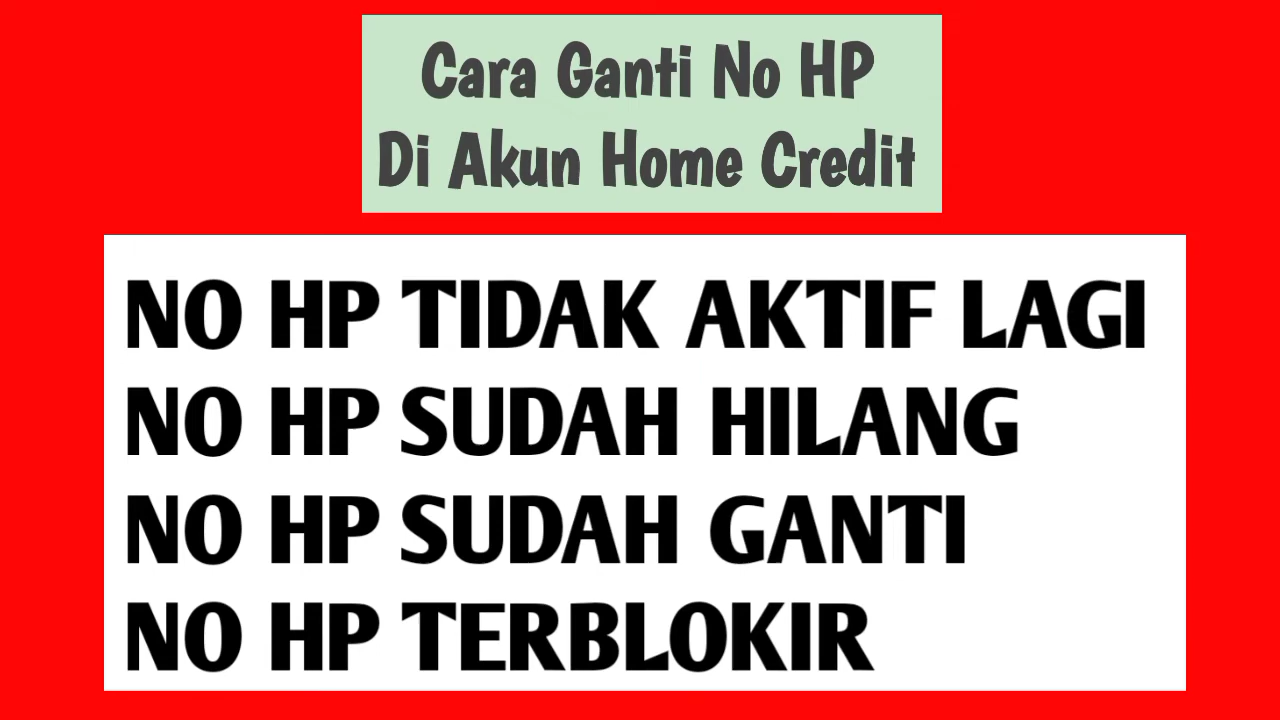 Cara Ganti No HP
Di Akun Home Credit
NO HP TIDAK AKTIF LAGI
NO HP SUDAH HILANG
NO HP SUDAH GANTI
NO HP TERBLOKIR